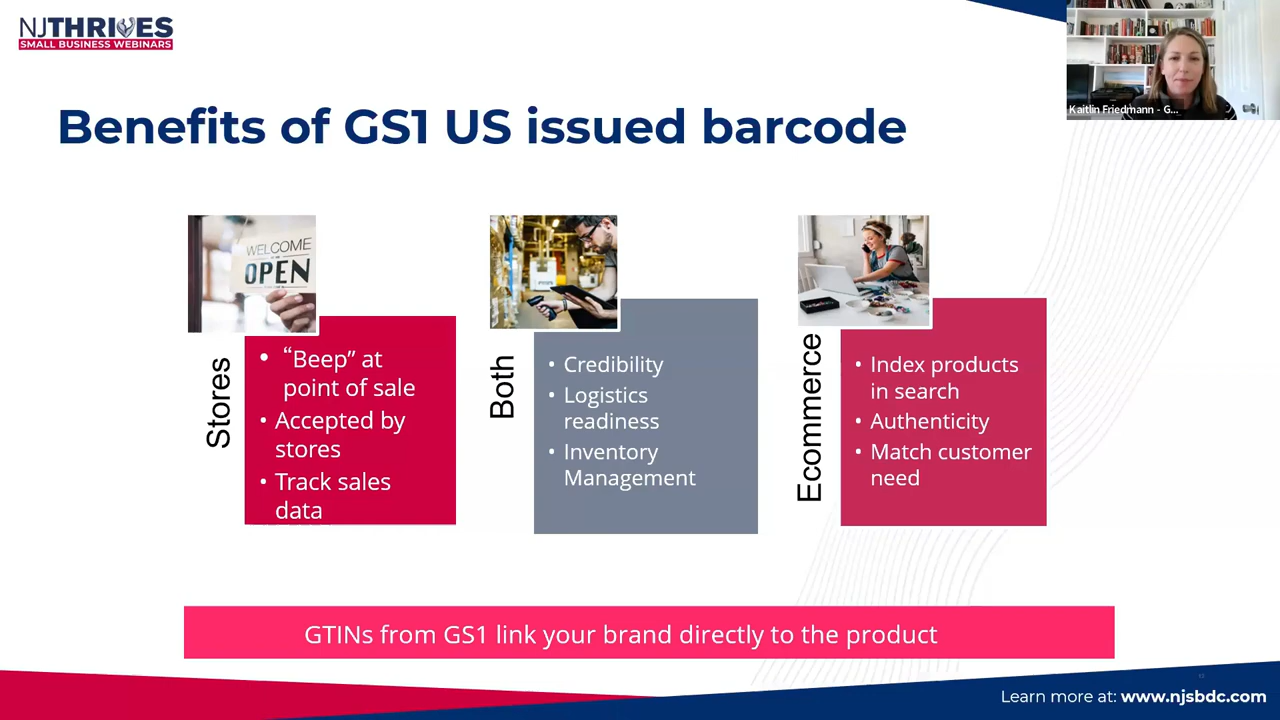 NJTHRIVES
SMALL BUSINESS WEBINARS
Kaitlin Friedmann - G...
Benefits of GS1 US issued barcode
WELCOME
OPEN
Stores
• “Beep” at
point of sale
• Accepted by
stores
• Track sales
data
Both
• Credibility
• Logistics
readiness
• Inventory
Management
Ecommerce
• Index products
in search
• Authenticity
• Match customer
need
GTINs from GS1 link your brand directly to the product
Learn more at: www.njsbdc.com